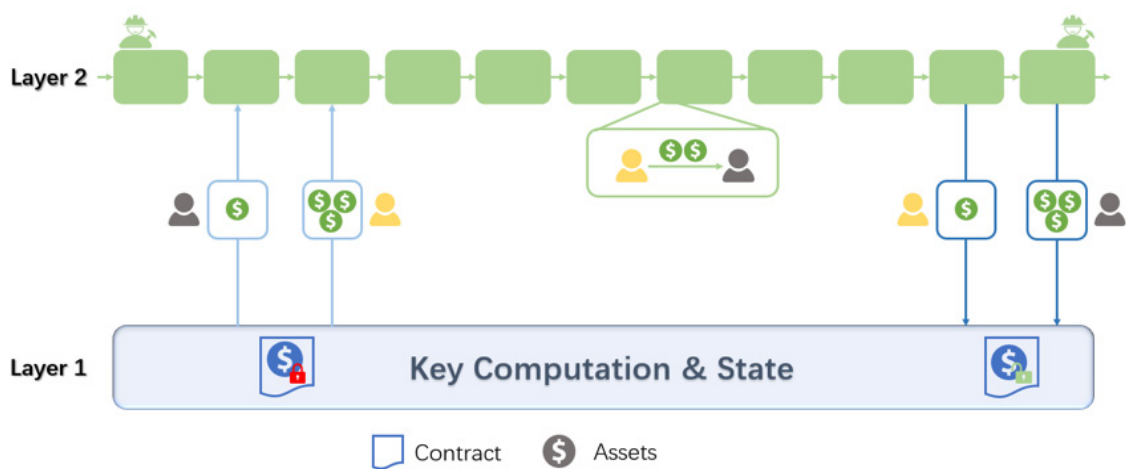 Layer 2
$ $
$
$ $
$
$
$ $
$
Layer 1
$
Key Computation & State
$
Contract
$
Assets